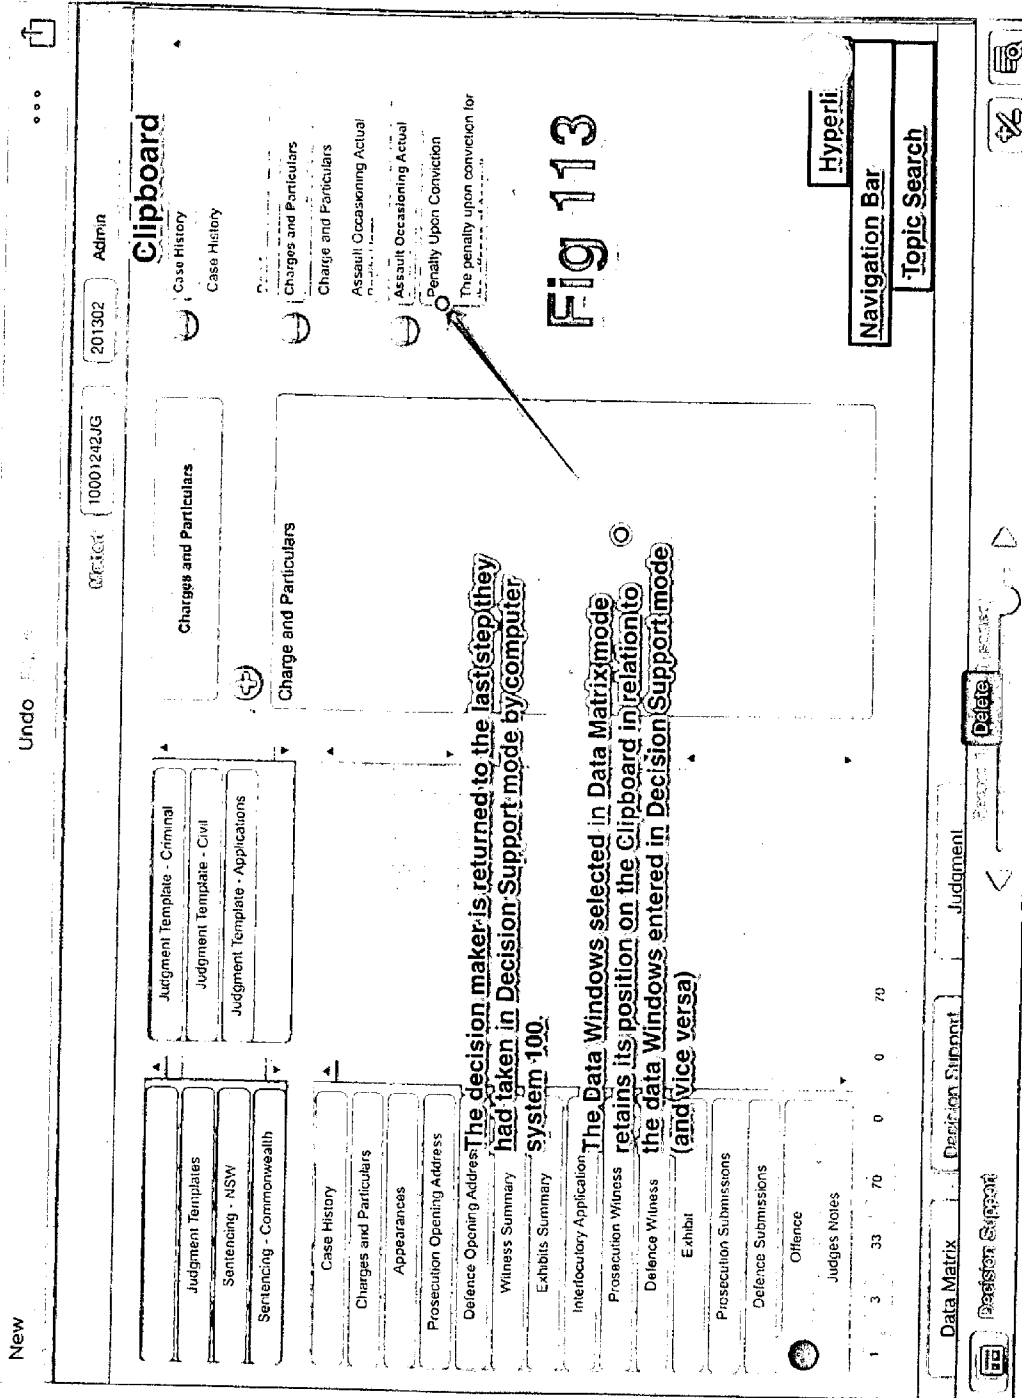 New
Undo
10001242JG
201302
Admin
Judgment Templates
Sentencing - NSW
Sentencing - Commonwealth
Judgment Template - Criminal
Judgment Template - Civil
Judgment Template - Applications
Charges and Particulars
Charge and Particulars
Case History
Charges and Particulars
Appearances
Prosecution Opening Address
Defence Opening Address
Witness Summary
Exhibits Summary
Interlocutory Application
Prosecution Witness
Defence Witness
Exhibit
Prosecution Submissions
Defence Submissions
Offence
Judges Notes
The decision maker is returned to the last step they
had taken in Decision Support mode by computer
system 100.
The Data Windows selected in Data Matrix mode
retains its position on the Clipboard in relation to
the data Windows entered in Decision Support mode
(and vice versa)
Clipboard
Case History
Case History
Charges and Particulars
Charge and Particulars
Assault Occasioning Actual
Assault Occasioning Actual
Penalty Upon Conviction
The penalty upon conviction for
Fig 113
Hyperli
Navigation Bar
Topic Search
1 3 33 70 0 0 70
Data Matrix
Decision Support
Judgment
Decision Support
Delete